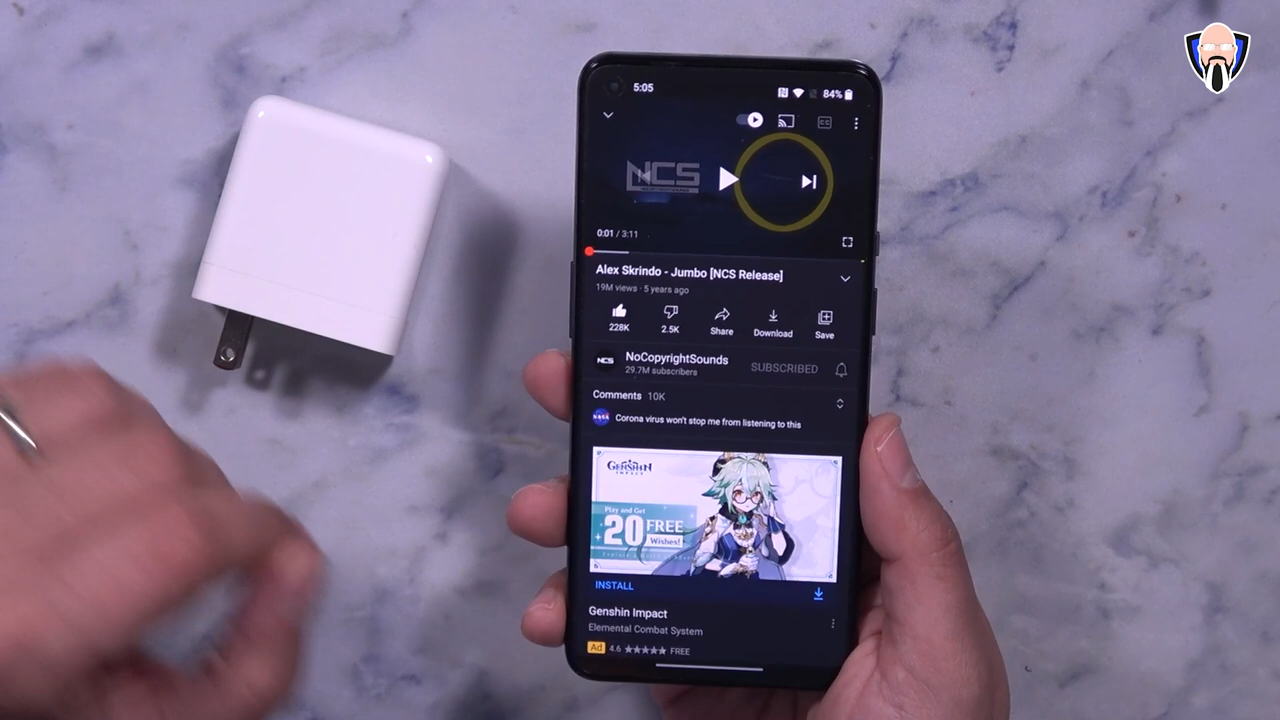 5:05
84%
CC
NCS
0:01 / 3:11
Alex Skrindo - Jumbo [NCS Release]
19M views · 5 years ago
228K
2.5K
Share
Download
Save
NCS
NoCopyrightSounds
29.7M subscribers
SUBSCRIBED
Comments 10K
NASA
Corona virus won't stop me from listening to this
GENSHIN
IMPACT
Play and Get
20 FREE
Wishes!
INSTALL
Genshin Impact
Elemental Combat System
Ad 4.6 ★★★★★ FREE